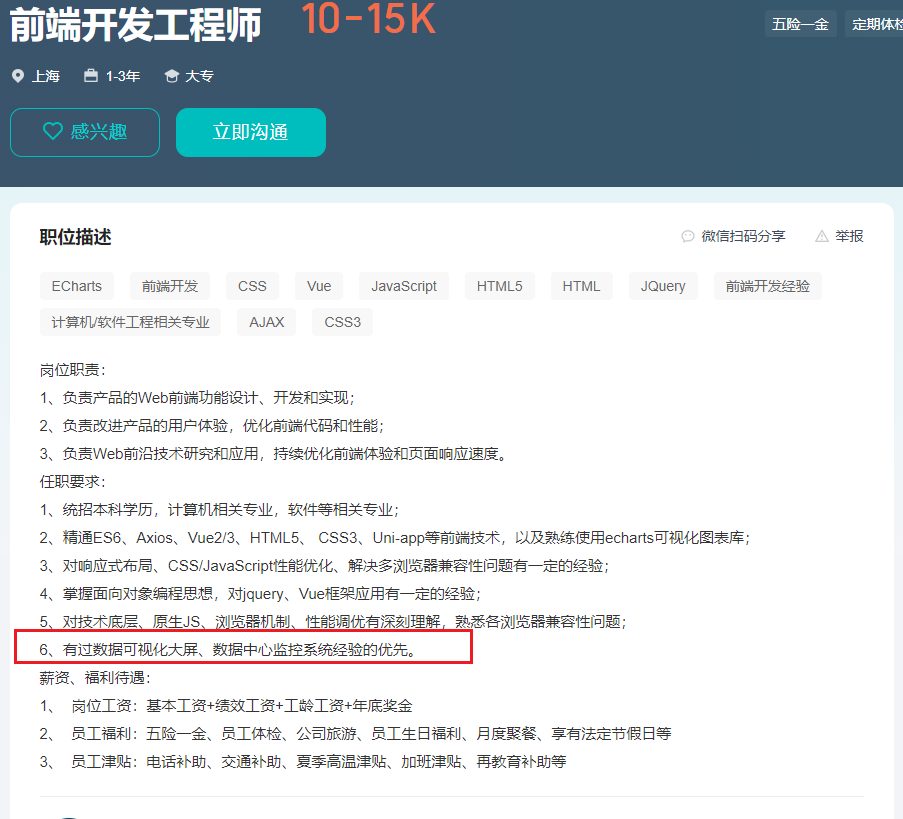 前端开发工程师 10-15K 五险一金 定期体检
上海 1-3年 大专
感兴趣 立即沟通
职位描述 微信扫码分享 举报
ECharts 前端开发 CSS Vue JavaScript HTML5 HTML JQuery 前端开发经验
计算机/软件工程相关专业 AJAX CSS3
岗位职责：
1、负责产品的Web前端功能设计、开发和实现；
2、负责改进产品的用户体验，优化前端代码和性能；
3、负责Web前沿技术研究和应用，持续优化前端体验和页面响应速度。
任职要求：
1、统招本科学历，计算机相关专业，软件等相关专业；
2、精通ES6、Axios、Vue2/3、HTML5、 CSS3、Uni-app等前端技术，以及熟练使用echarts可视化图表库；
3、对响应式布局、CSS/JavaScript性能优化、解决多浏览器兼容性问题有一定的经验；
4、掌握面向对象编程思想，对jquery、Vue框架应用有一定的经验；
5、对技术底层、原生JS、浏览器机制、性能调优有深刻理解，熟悉各浏览器兼容性问题；
6、有过数据可视化大屏、数据中心监控系统经验的优先。
薪资、福利待遇：
1、 岗位工资：基本工资+绩效工资+工龄工资+年底奖金
2、 员工福利：五险一金、员工体检、公司旅游、员工生日福利、月度聚餐、享有法定节假日等
3、 员工津贴：电话补助、交通补助、夏季高温津贴、加班津贴、再教育补助等